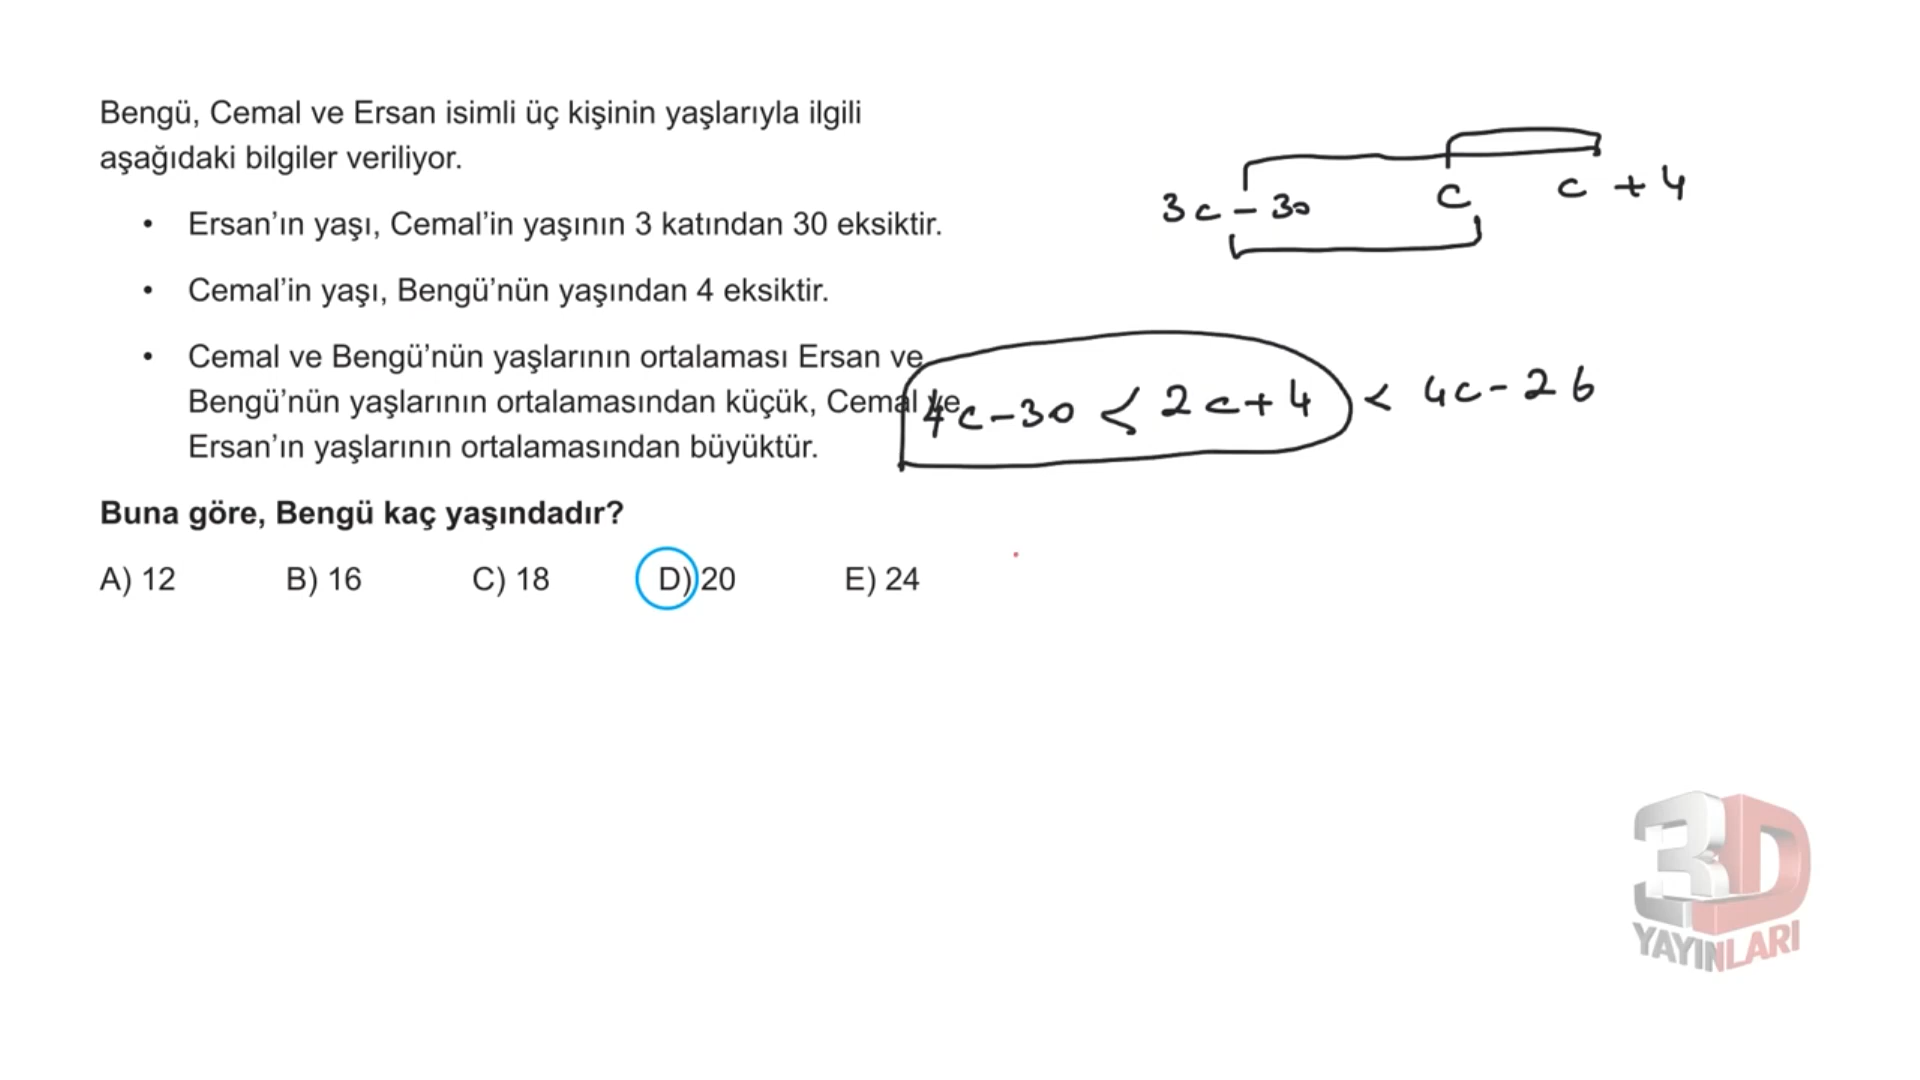 Bengü, Cemal ve Ersan isimli üç kişinin yaşlarıyla ilgili
aşağıdaki bilgiler veriliyor.
• Ersan’ın yaşı, Cemal’in yaşının 3 katından 30 eksiktir.
• Cemal’in yaşı, Bengü’nün yaşından 4 eksiktir.
• Cemal ve Bengü’nün yaşlarının ortalaması Ersan ve
Bengü’nün yaşlarının ortalamasından küçük, Cemal ve
Ersan’ın yaşlarının ortalamasından büyüktür.
Buna göre, Bengü kaç yaşındadır?
A) 12 B) 16 C) 18 D) 20 E) 24
3c - 30 c c + 4
4c - 30 < 2c + 4 < 4c - 26
3D
YAYINLARI